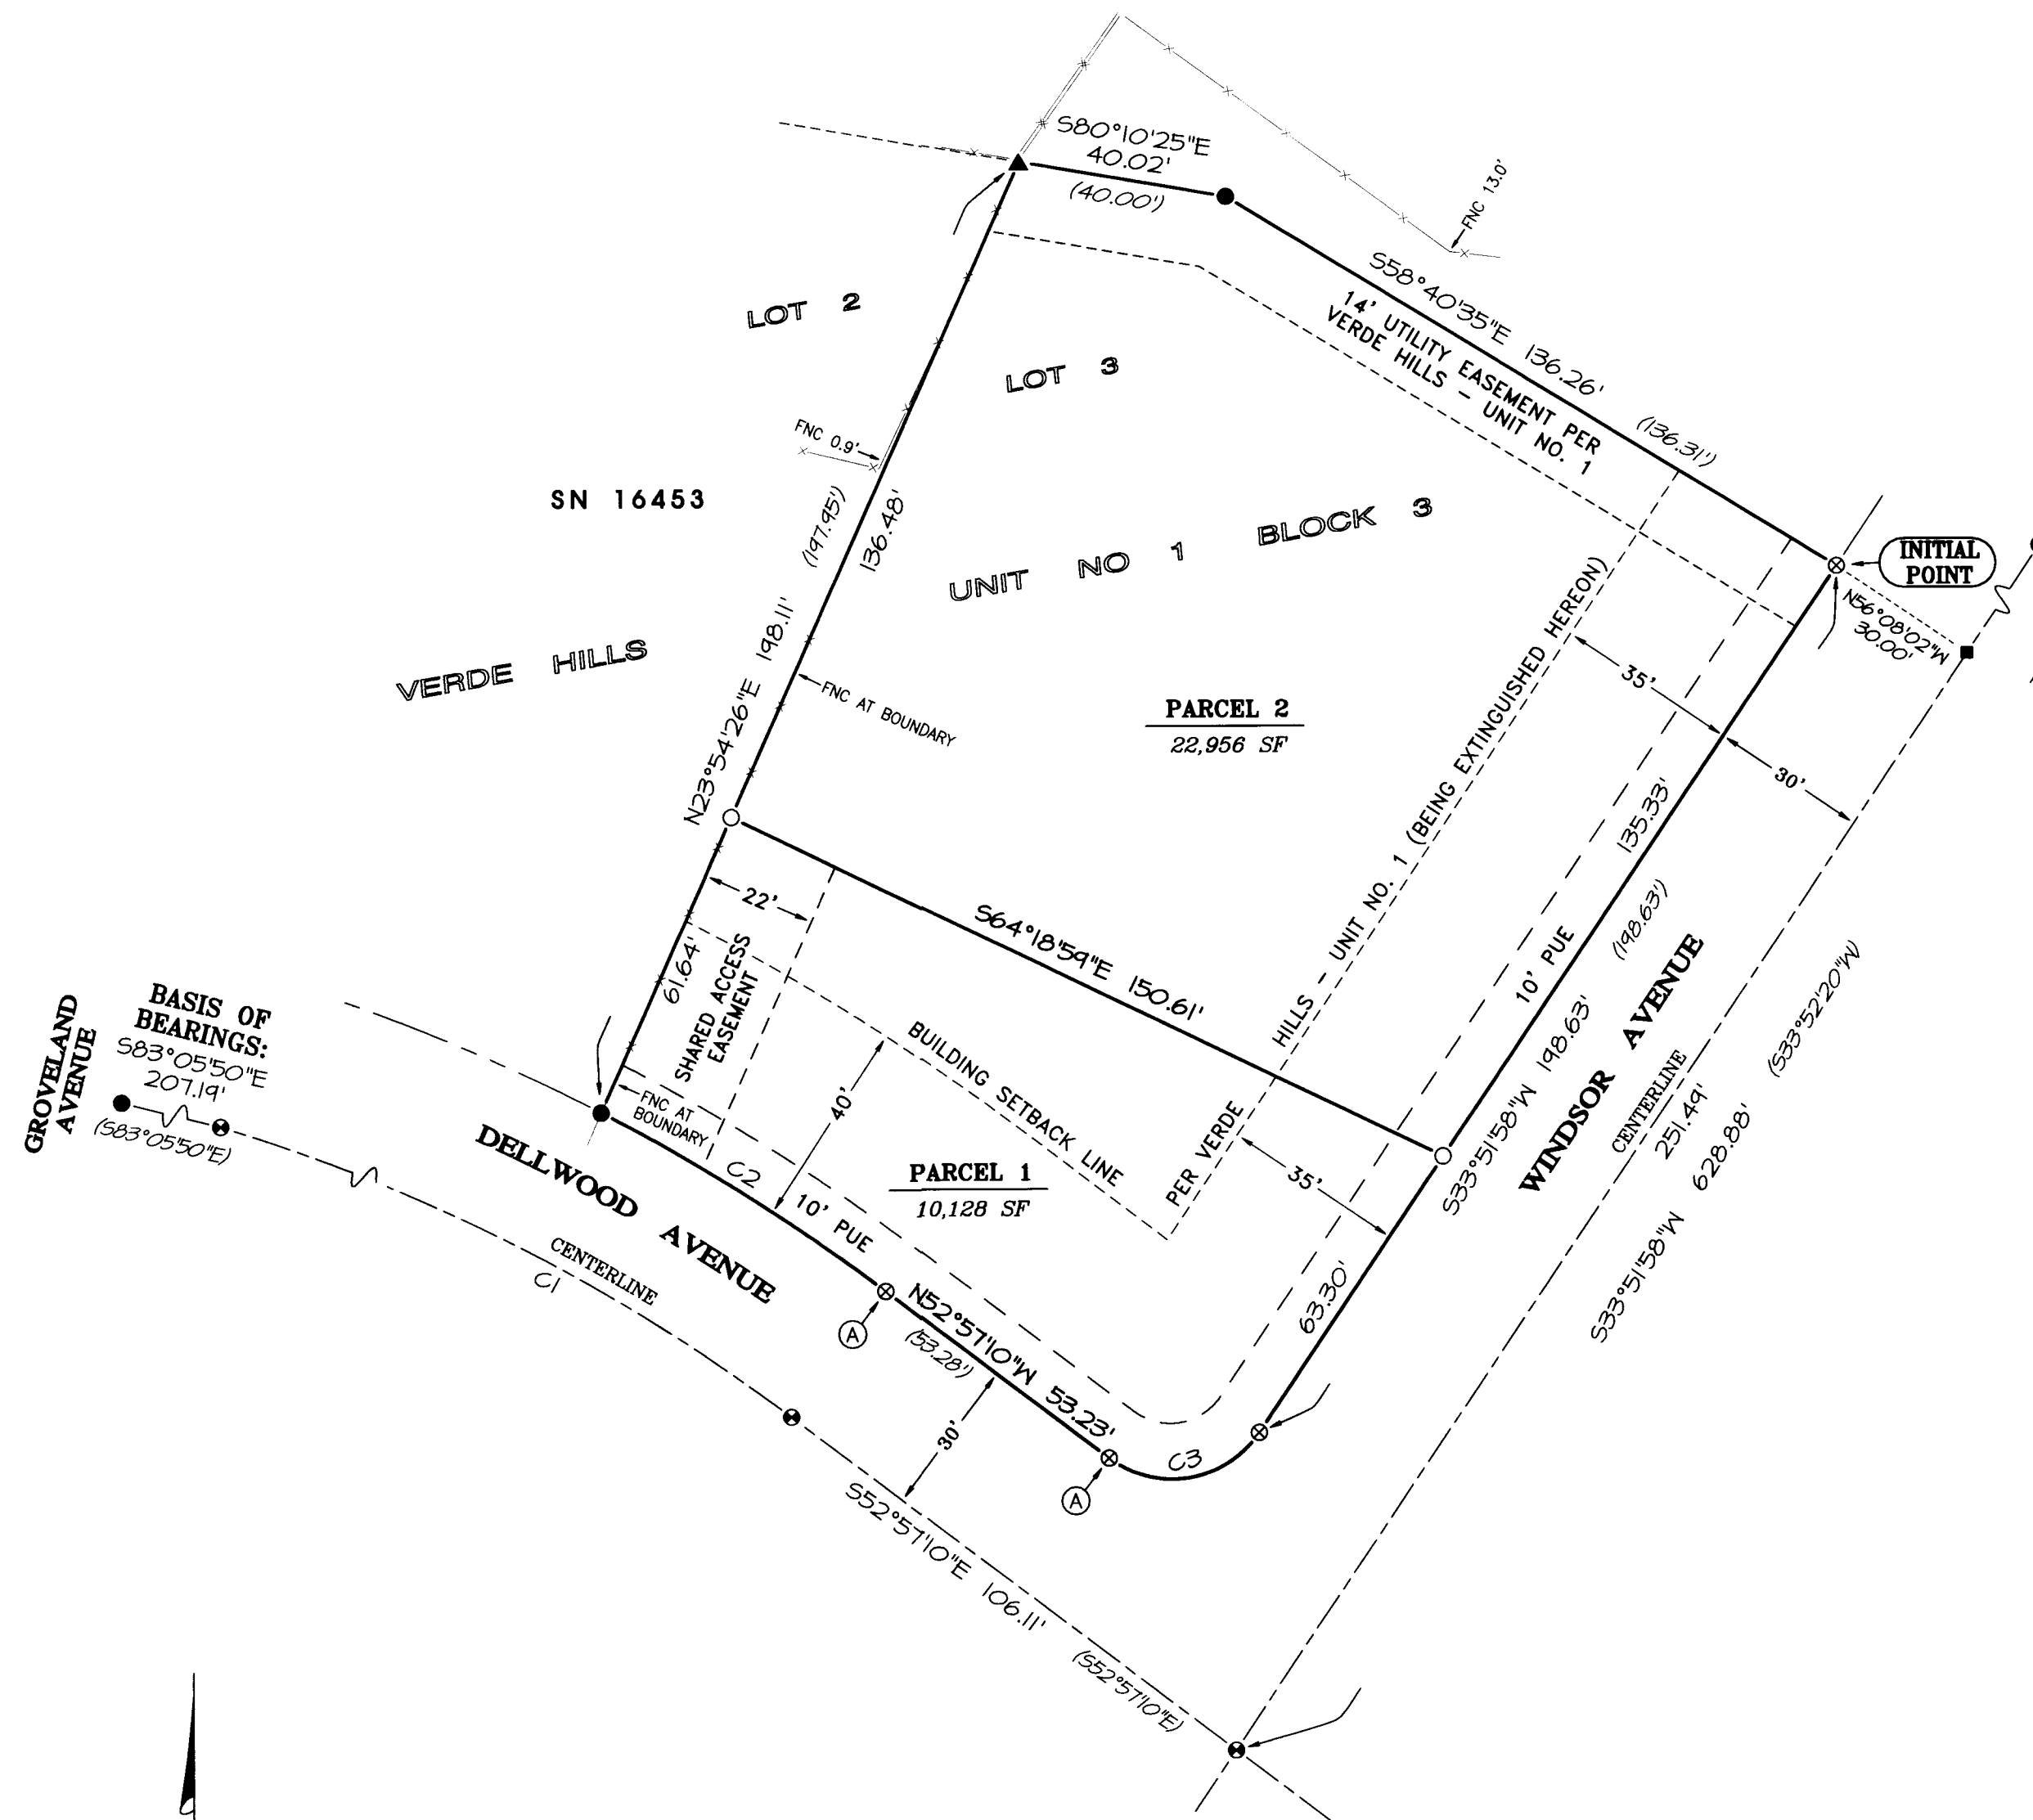 S80°10'25"E
40.02'
(40.00')
FNC 13.0'
S58°40'35"E 136.26' (136.31')
14' UTILITY EASEMENT PER
VERDE HILLS - UNIT NO. 1
LOT 2
LOT 3
FNC 0.9'
SN 16453
(197.95')
136.48'
UNIT NO 1 BLOCK 3
INITIAL
POINT
N56°08'02"W
30.00'
VERDE HILLS
N23°54'26"E 198.11'
FNC AT BOUNDARY
PARCEL 2
22,956 SF
35'
30'
135.33'
PER VERDE HILLS - UNIT NO. 1 (BEING EXTINGUISHED HEREON)
22'
S64°18'59"E 150.61'
10' PUE
(198.63')
WINDSOR AVENUE
S33°51'58"W 198.63'
CENTERLINE
251.49'
S33°51'58"W 628.88' (S33°52'20"W)
61.64'
SHARED ACCESS
EASEMENT
BUILDING SETBACK LINE
40'
GROVELAND
AVENUE
BASIS OF
BEARINGS:
S83°05'50"E
207.19'
(S83°05'50"E)
FNC AT
BOUNDARY
DELLWOOD AVENUE
C2
10' PUE
PARCEL 1
10,128 SF
35'
63.30'
CENTERLINE
C1
A
N52°57'10"W 53.23'
(53.28')
30'
C3
A
S52°57'10"E 106.11' (S52°57'10"E)